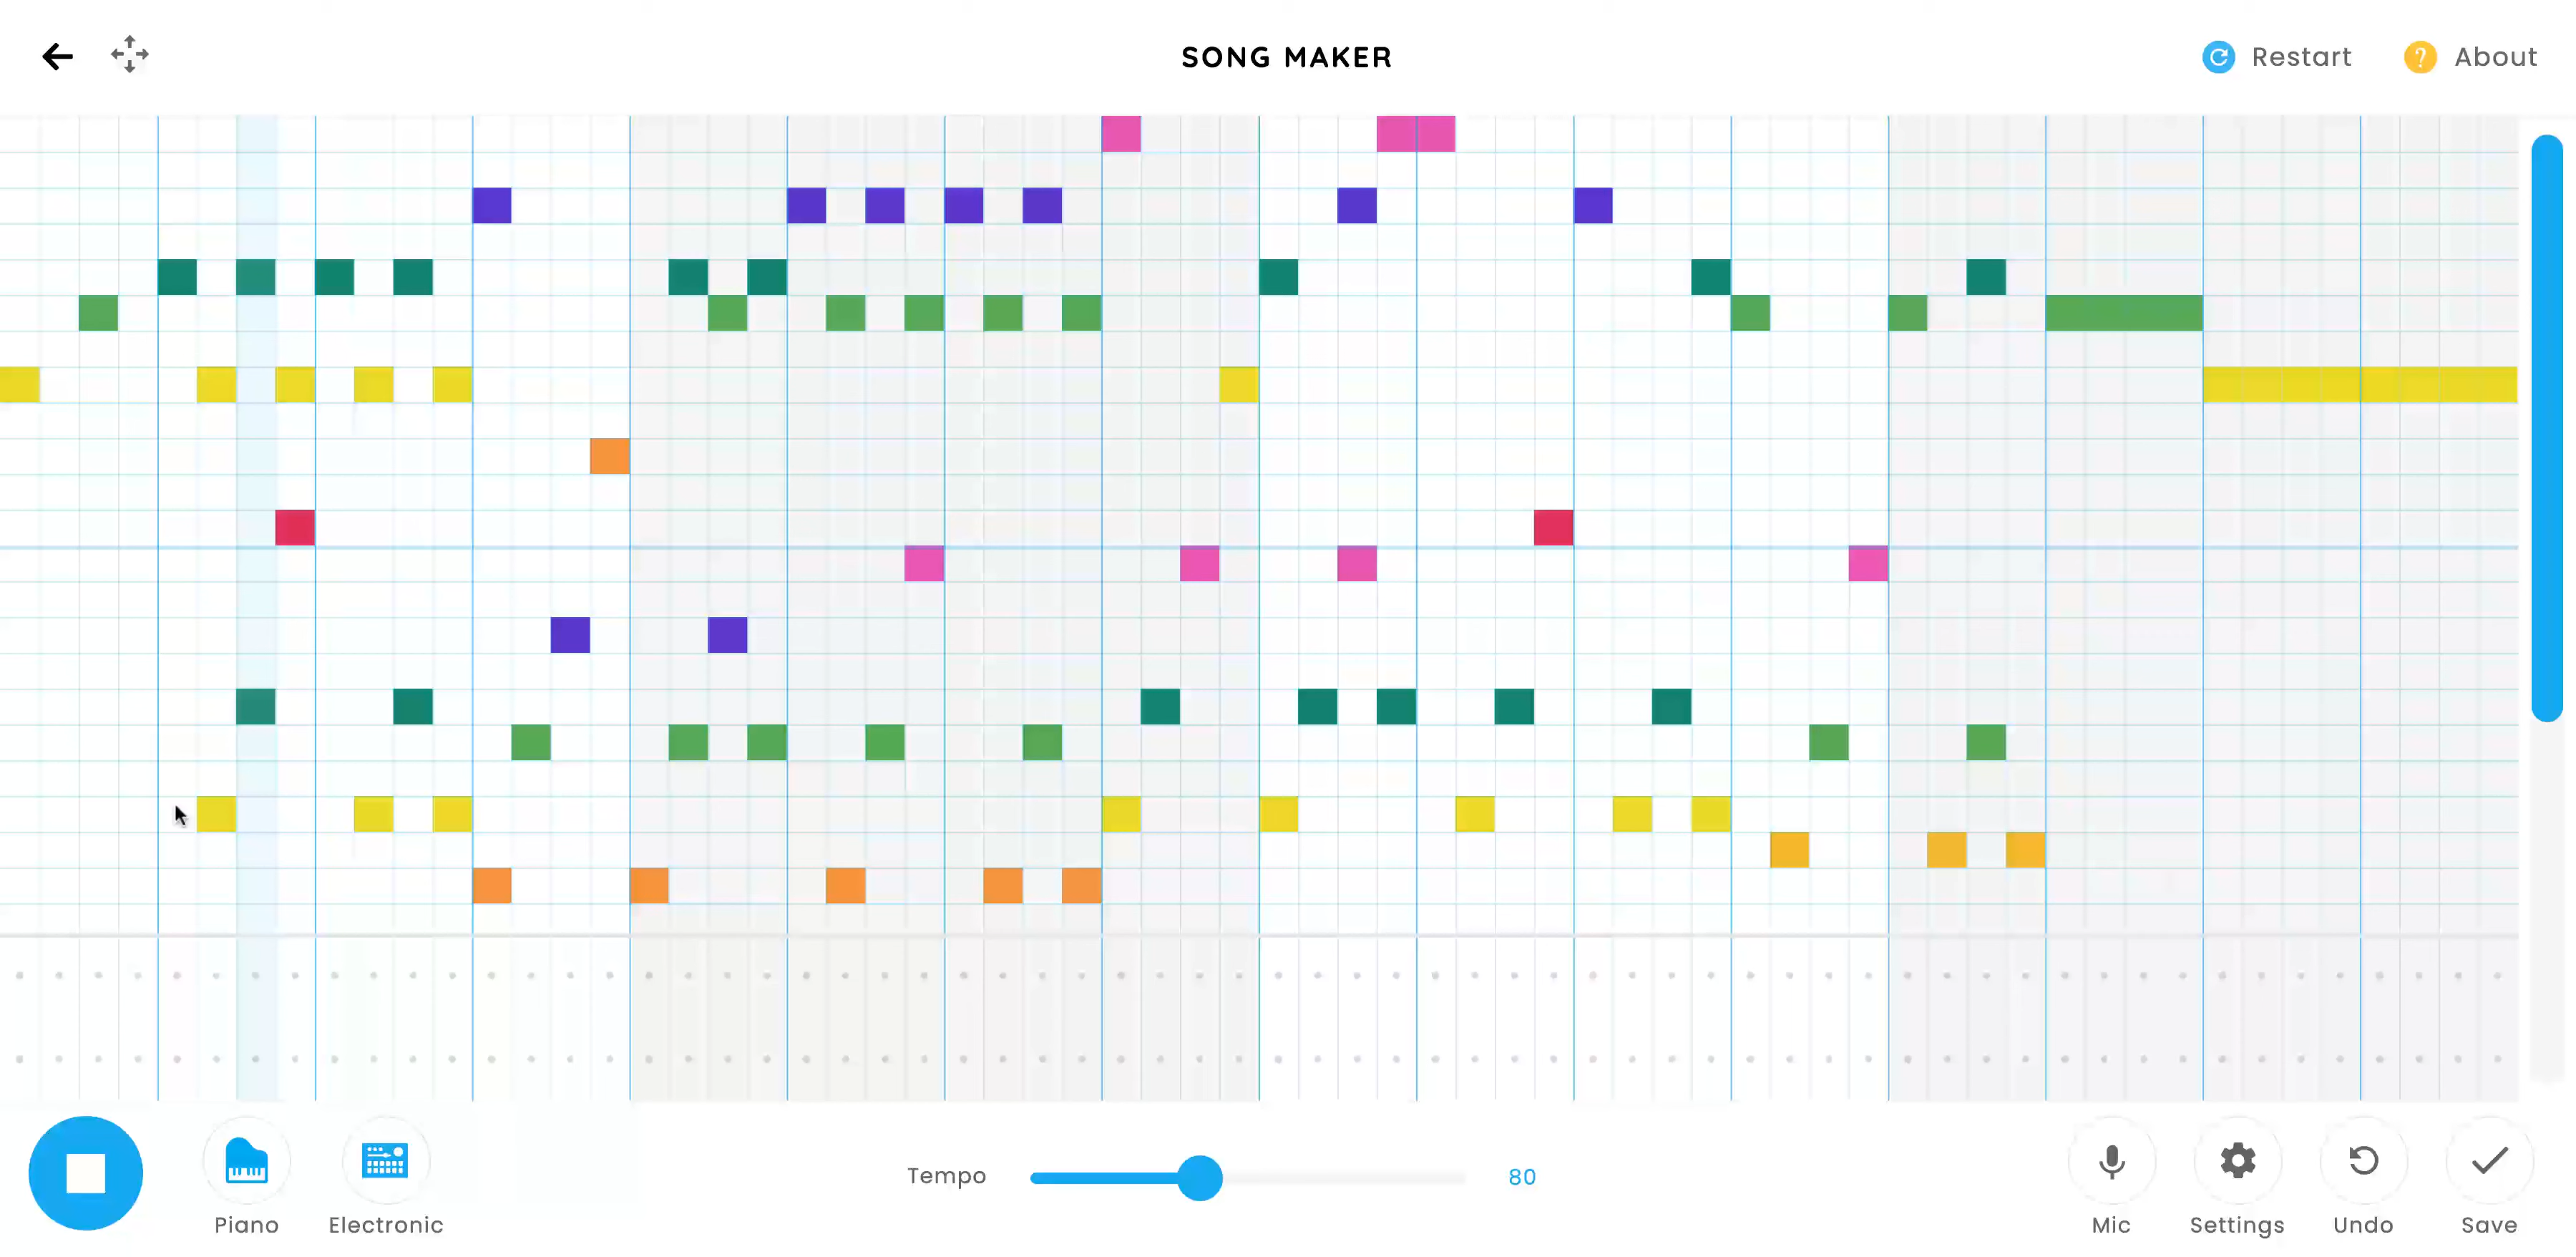 SONG MAKER
Restart
? About
Tempo
80
Piano
Electronic
Mic
Settings
Undo
Save